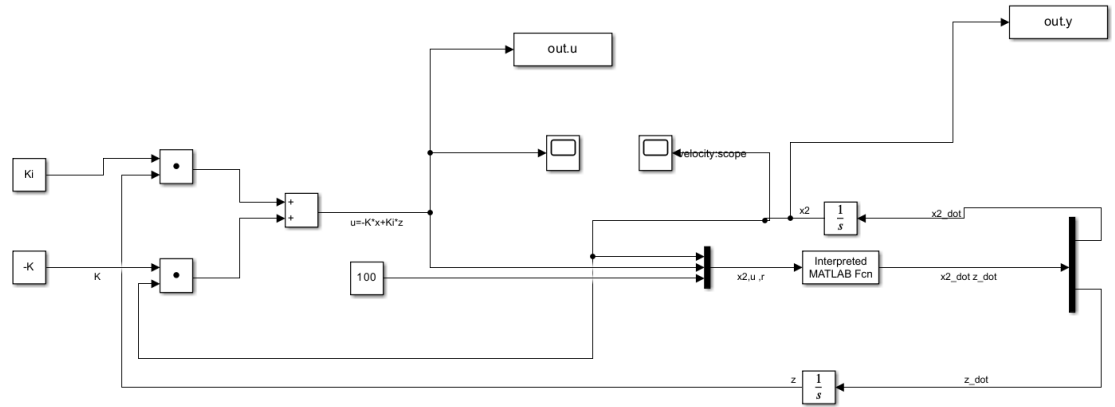 out.y
out.u
velocity:scope
Ki
+
+
u=-K*x+Ki*z
x2
1
s
x2_dot
-K
K
100
x2,u ,r
Interpreted
MATLAB Fcn
x2_dot z_dot
z
1
s
z_dot